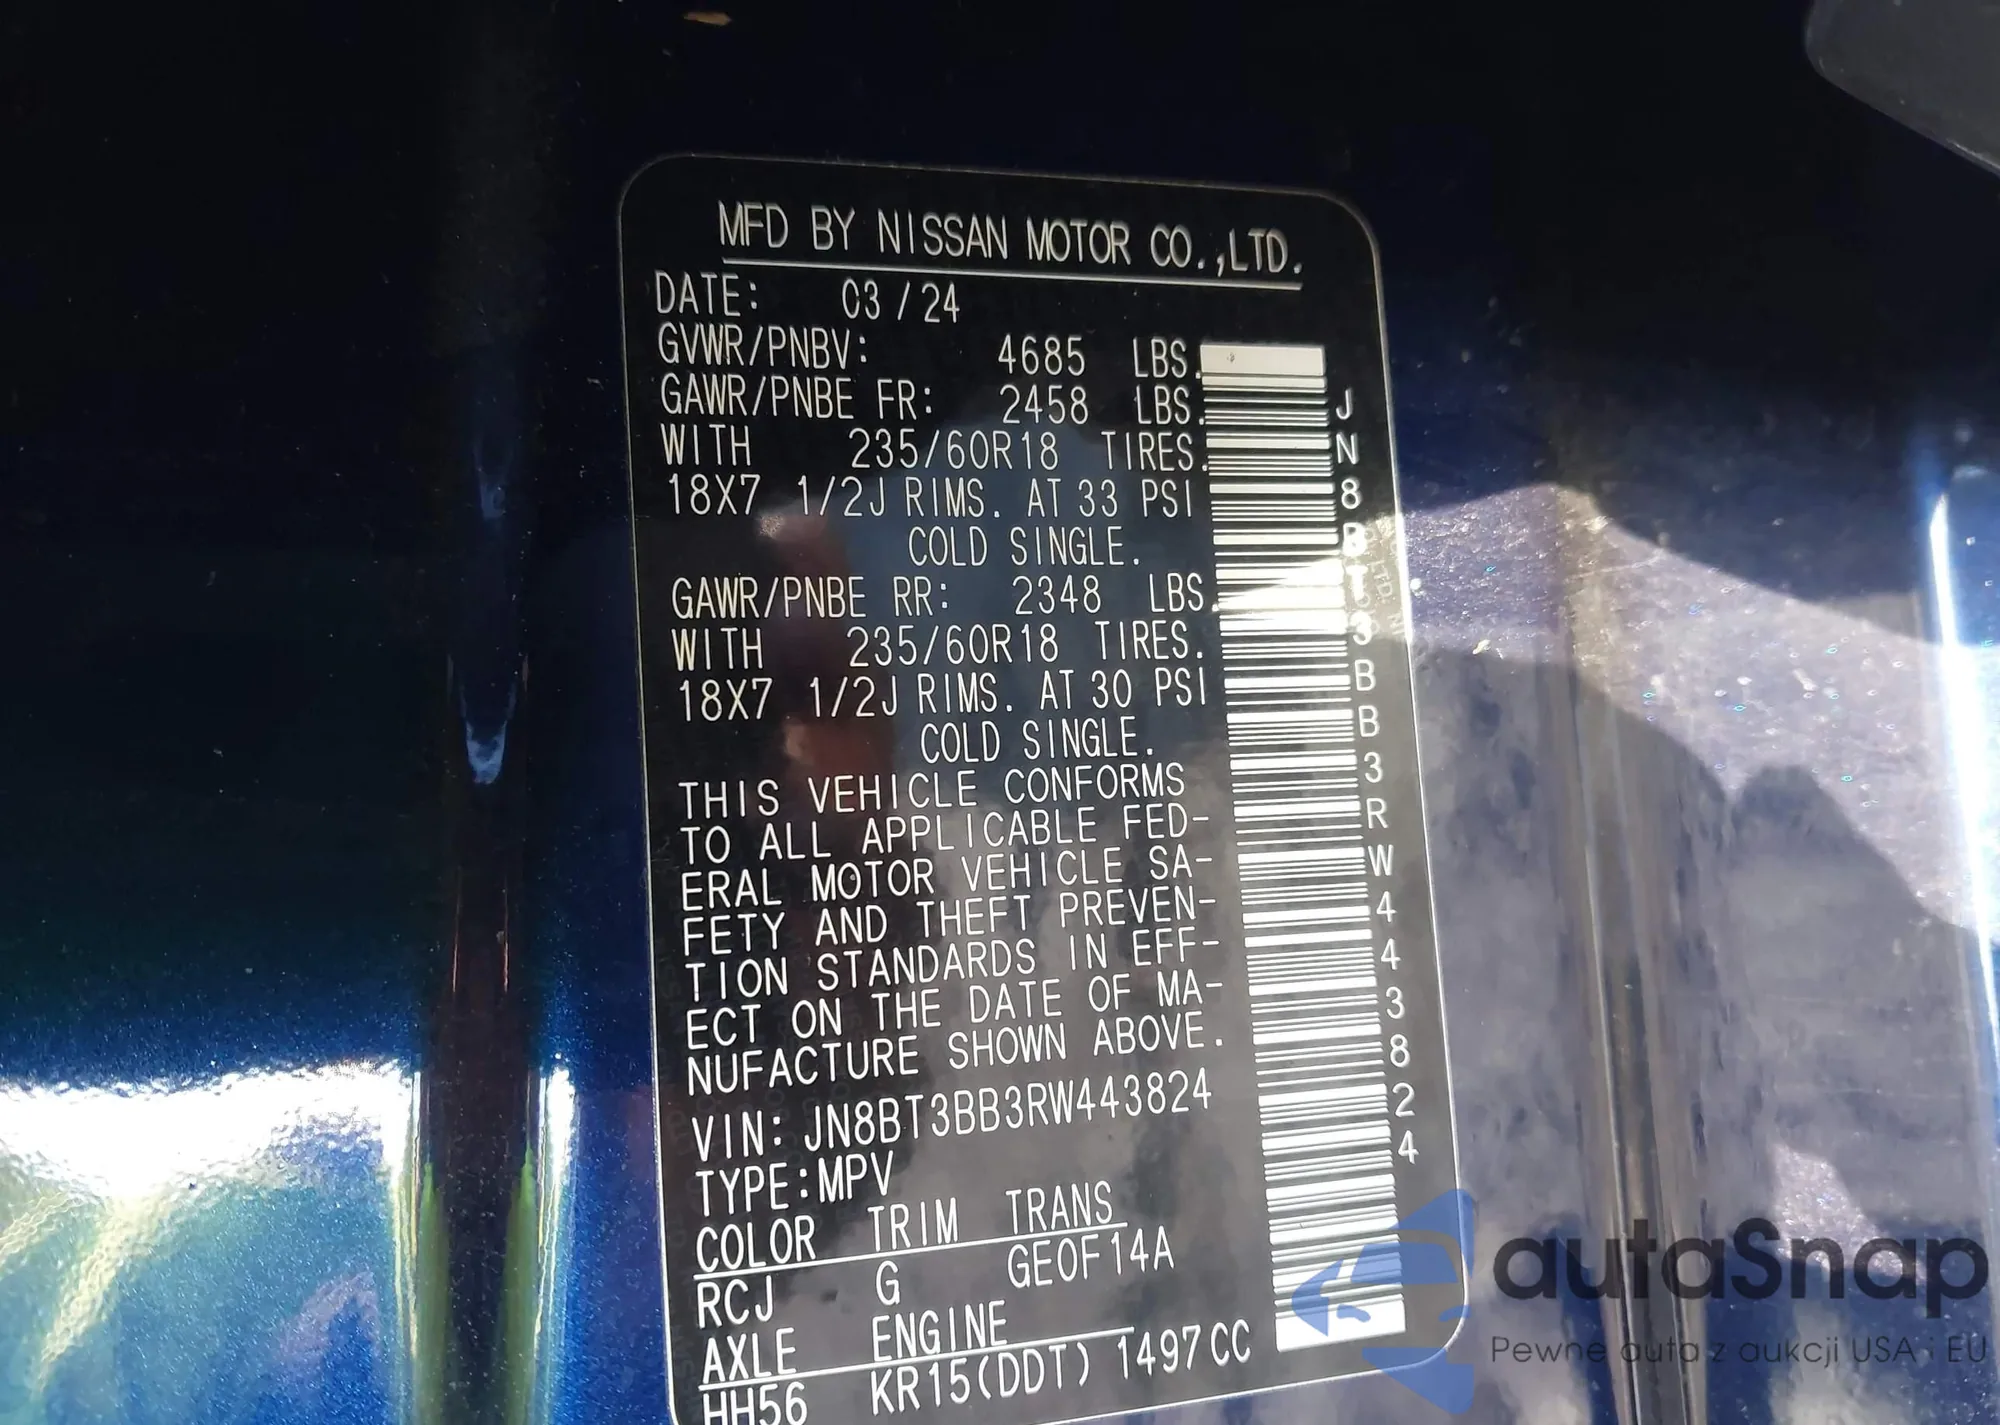 MFD BY NISSAN MOTOR CO.,LTD.
DATE: 03/24
GVWR/PNBV: 4685 LBS.
GAWR/PNBE FR: 2458 LBS.
WITH 235/60R18 TIRES.
18X7 1/2J RIMS. AT 33 PSI
COLD SINGLE.
GAWR/PNBE RR: 2348 LBS.
WITH 235/60R18 TIRES.
18X7 1/2J RIMS. AT 30 PSI
COLD SINGLE.
THIS VEHICLE CONFORMS
TO ALL APPLICABLE FED-
ERAL MOTOR VEHICLE SA-
FETY AND THEFT PREVEN-
TION STANDARDS IN EFF-
ECT ON THE DATE OF MA-
NUFACTURE SHOWN ABOVE.
VIN: JN8BT3BB3RW443824
TYPE:MPV
COLOR TRIM TRANS
RCJ G GE0F14A
AXLE ENGINE
HH56 KR15(DDT) 1497CC
JN8BT3BB3RW443824
autaSnap
Pewne auta z aukcji USA i EU